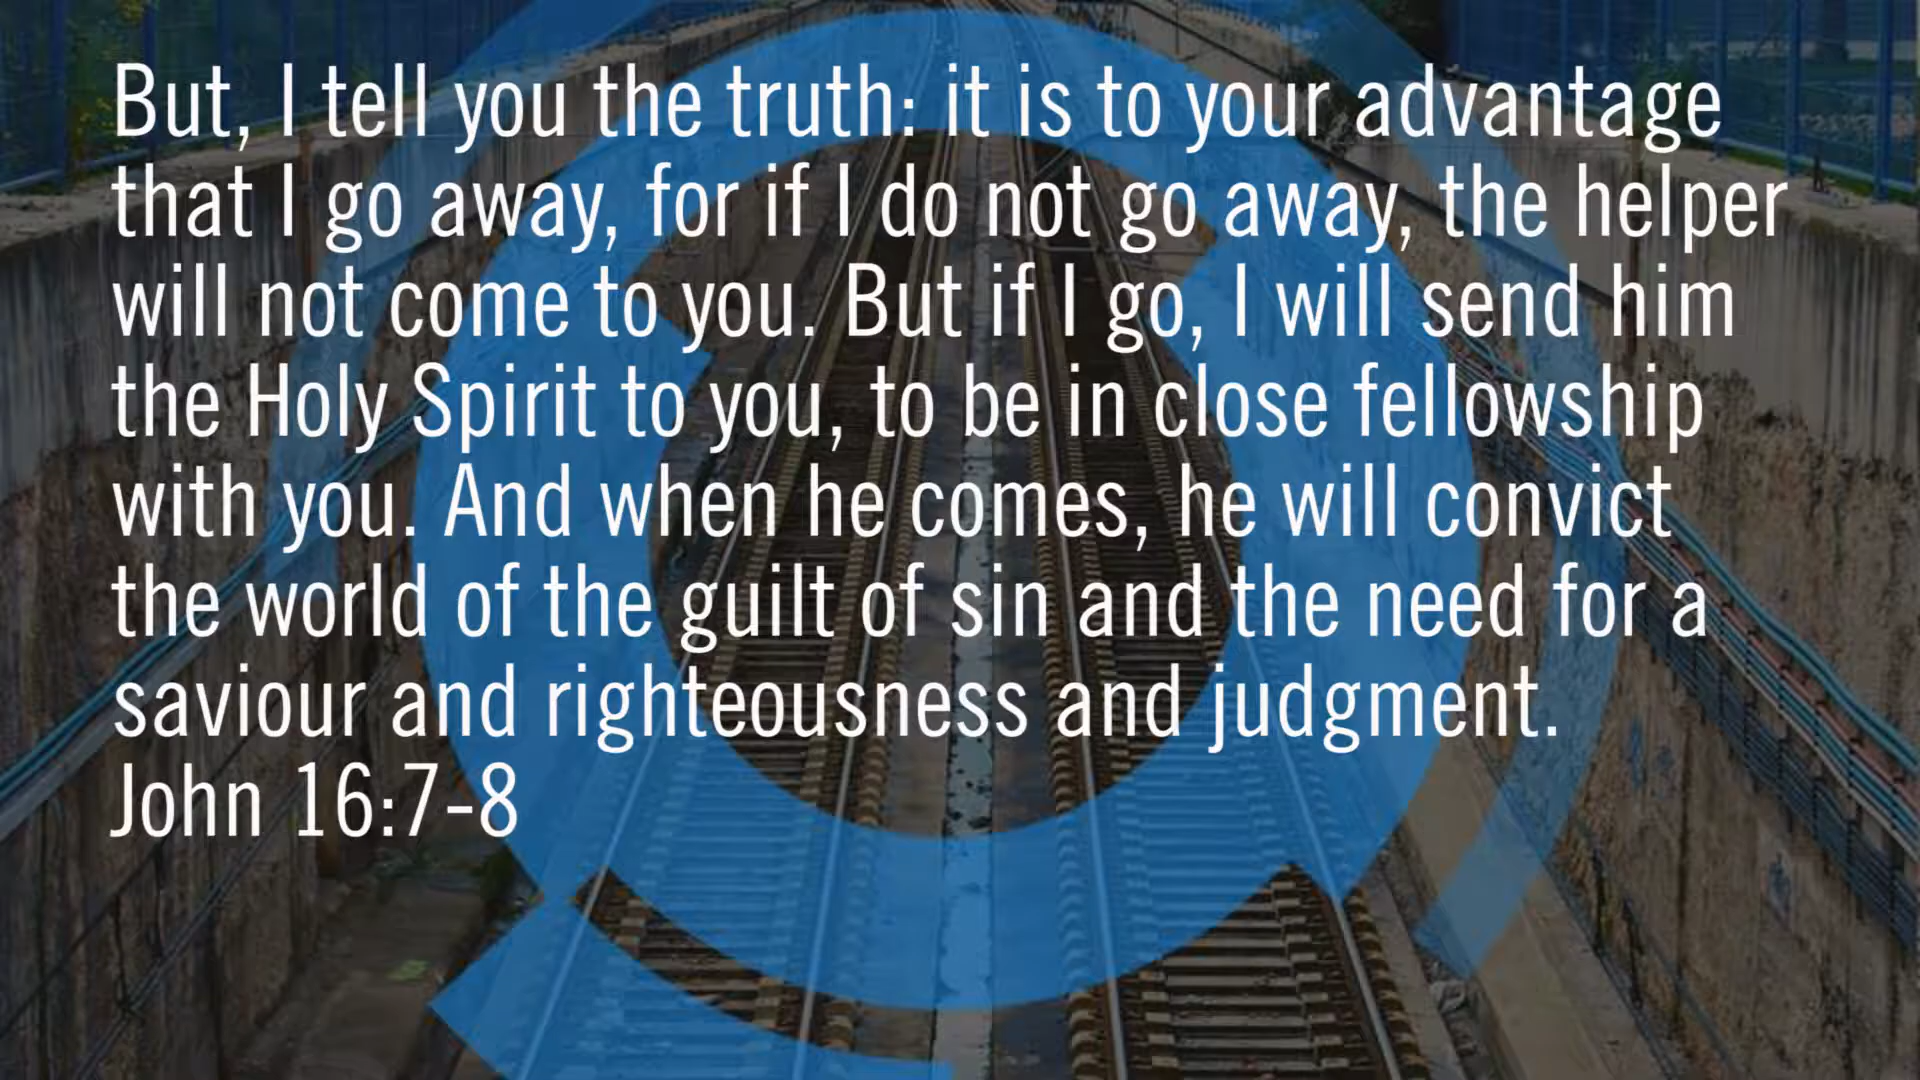 But, I tell you the truth: it is to your advantage
that I go away, for if I do not go away, the helper
will not come to you. But if I go, I will send him
the Holy Spirit to you, to be in close fellowship
with you. And when he comes, he will convict
the world of the guilt of sin and the need for a
saviour and righteousness and judgment.
John 16:7-8